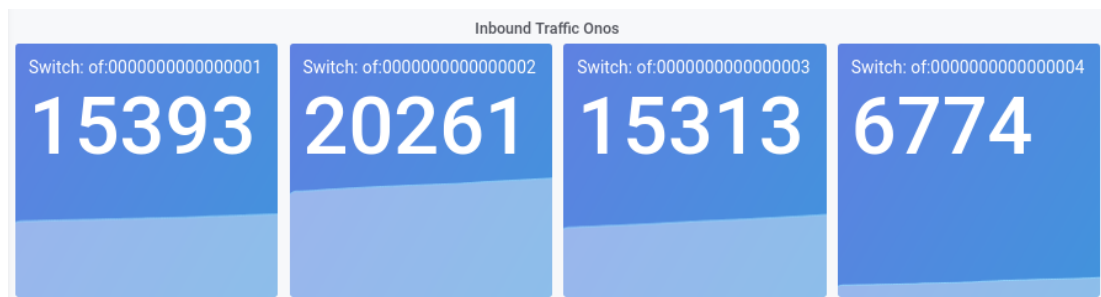 Inbound Traffic Onos
Switch: of:0000000000000001
15393
Switch: of:0000000000000002
20261
Switch: of:0000000000000003
15313
Switch: of:0000000000000004
6774